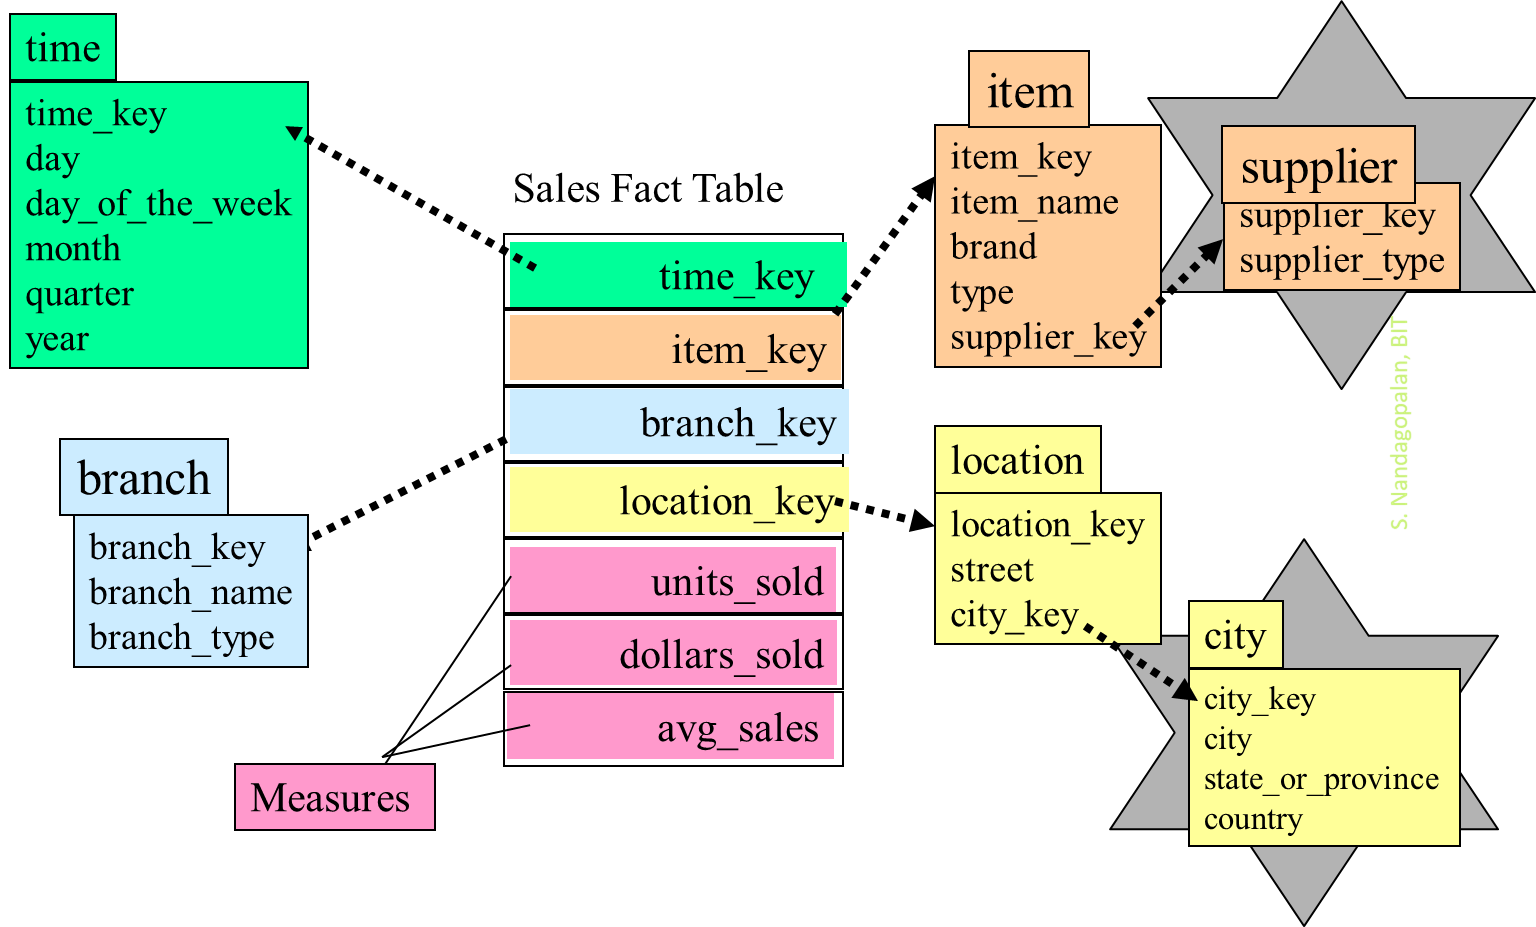 time
time_key
day
day_of_the_week
month
quarter
year
branch
branch_key
branch_name
branch_type
Measures
Sales Fact Table
time_key
item_key
branch_key
location_key
units_sold
dollars_sold
avg_sales
item
item_key
item_name
brand
type
supplier_key
supplier
supplier_key
supplier_type
location
location_key
street
city_key
city
city_key
city
state_or_province
country
S. Nandagopalan, BIT